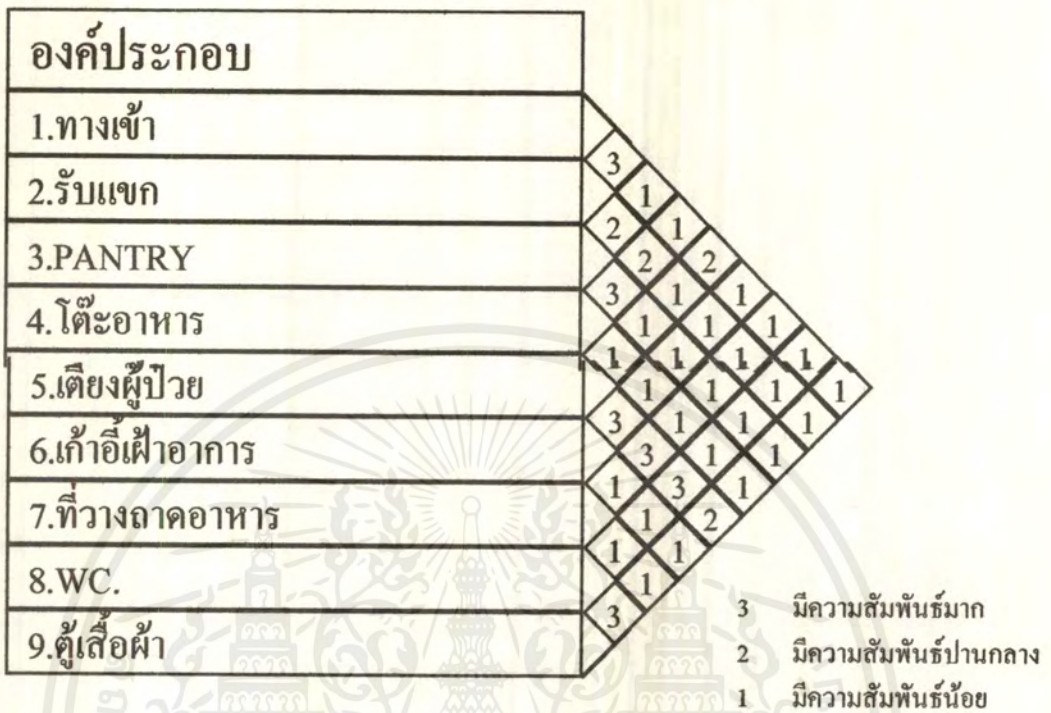 องค์ประกอบ
1.ทางเข้า
3
2.รับแขก 1
2 1
3.PANTRY 2 2
3 1 1
4.โต๊ะอาหาร 1 1 1
1 1 1 1
5.เตียงผู้ป่วย 1 1 1 1
3 1 1 1
6.เก้าอี้เฝ้าอาการ 3 1 1
1 3 1
7.ที่วางถาดอาหาร 1 2
1 1
8.WC. 1
3
9.ตู้เสื้อผ้า
3 มีความสัมพันธ์มาก
2 มีความสัมพันธ์ปานกลาง
1 มีความสัมพันธ์น้อย